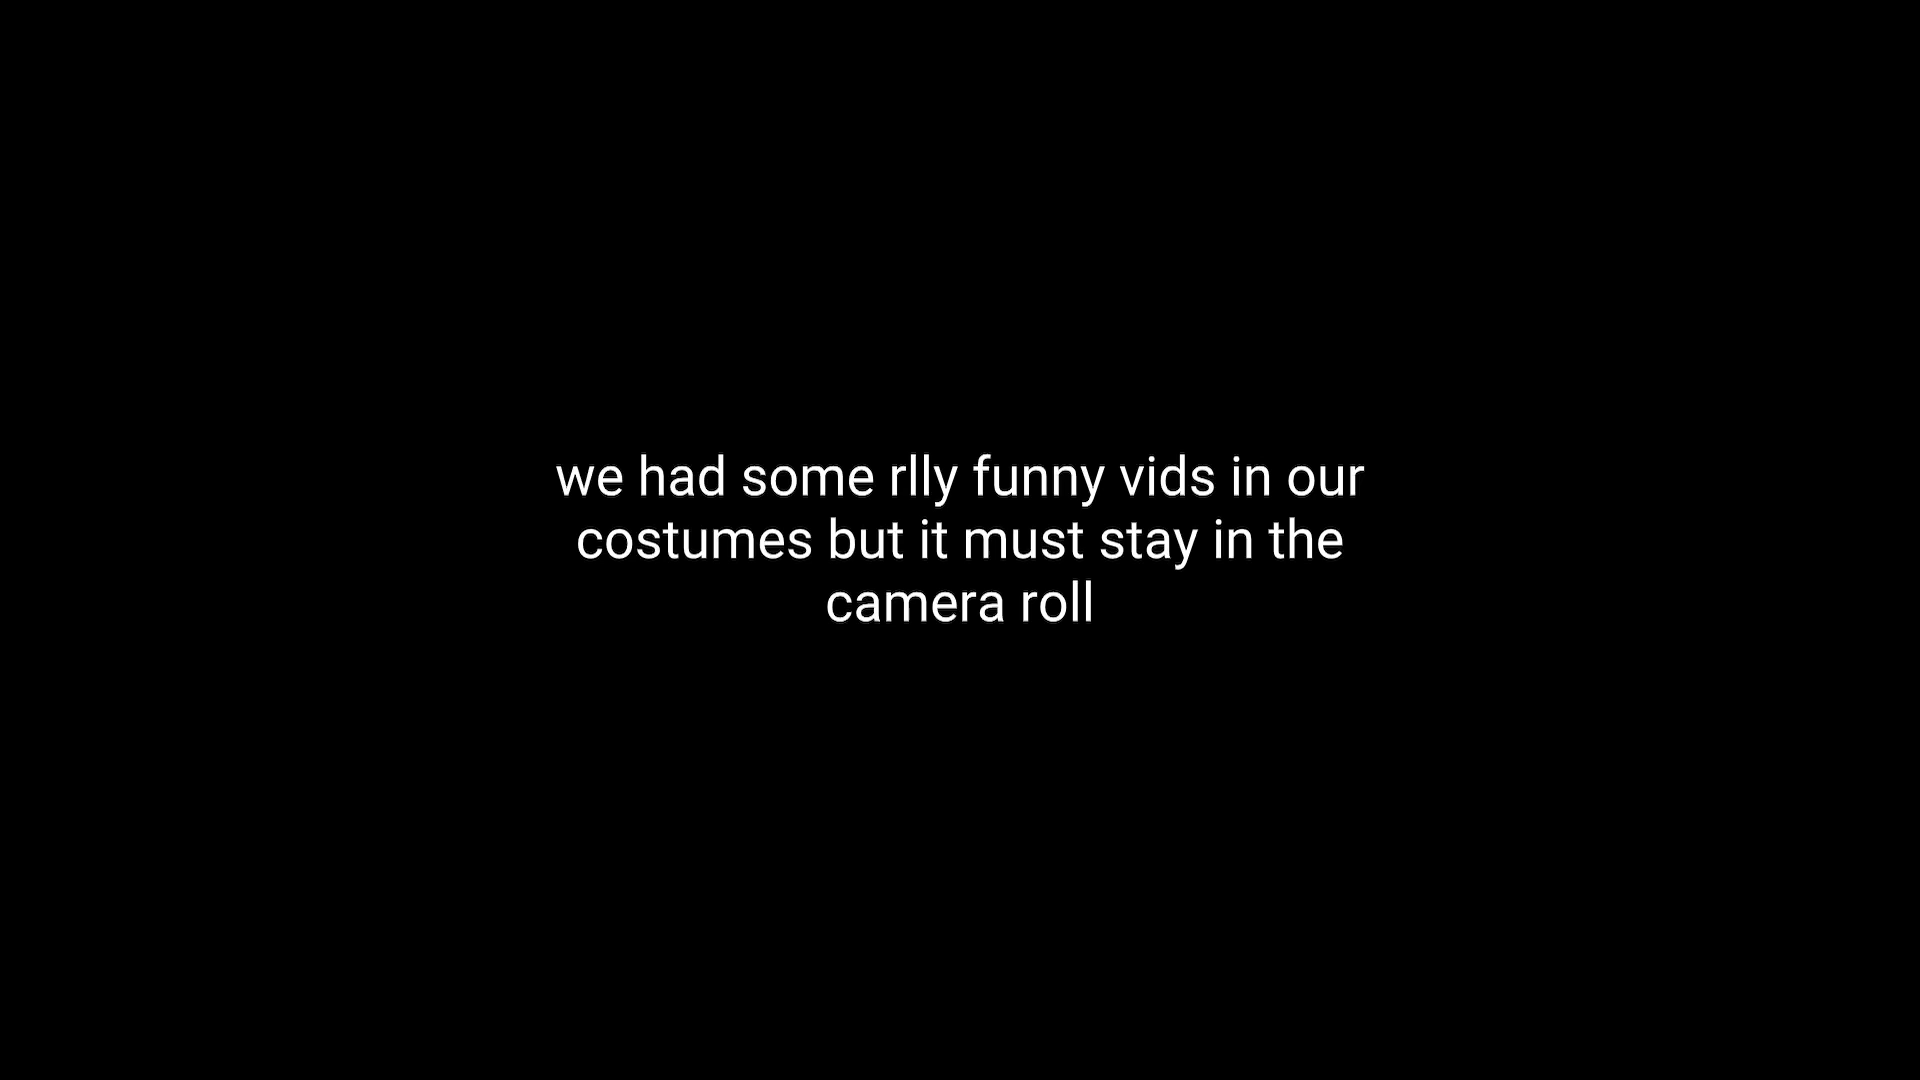 we had some rlly funny vids in our
costumes but it must stay in the
camera roll